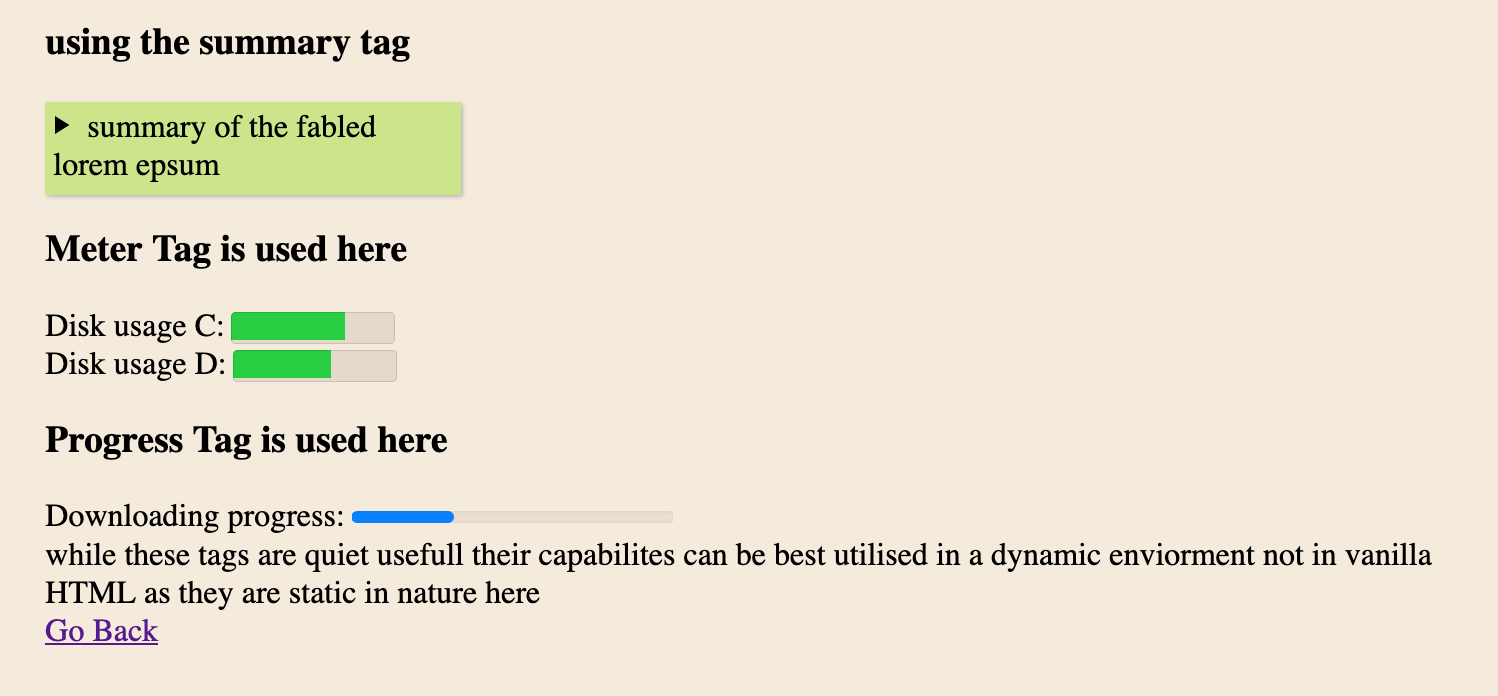 using the summary tag
summary of the fabled
lorem epsum
Meter Tag is used here
Disk usage C:
Disk usage D:
Progress Tag is used here
Downloading progress:
while these tags are quiet usefull their capabilites can be best utilised in a dynamic enviorment not in vanilla
HTML as they are static in nature here
Go Back